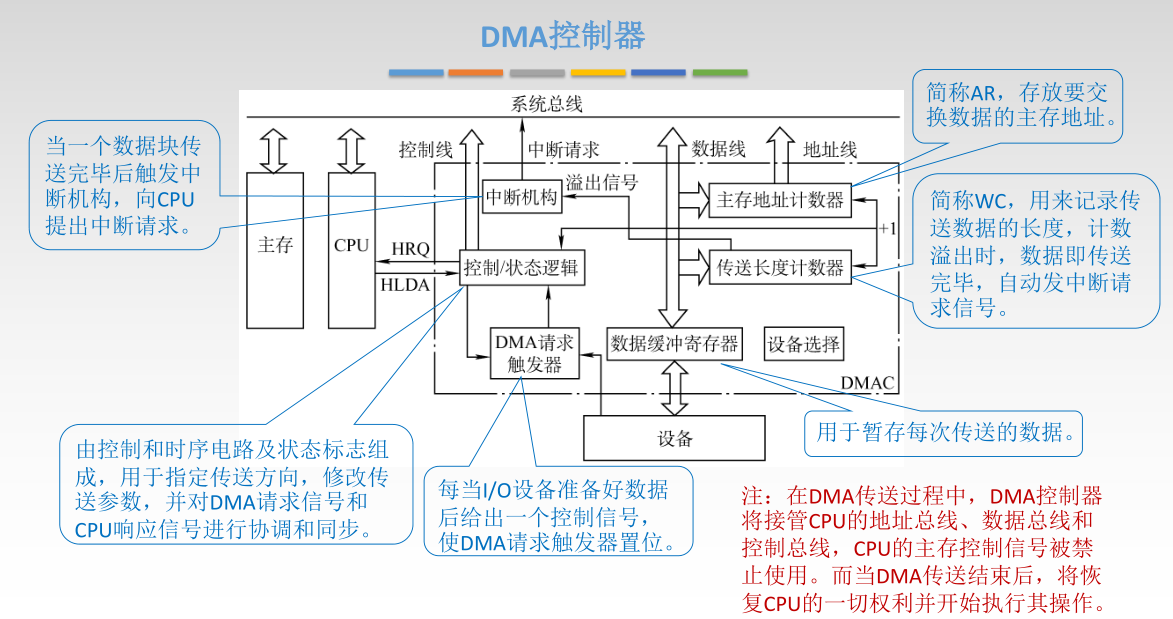 DMA控制器
系统总线
控制线
中断请求
数据线
地址线
溢出信号
中断机构
主存地址计数器
主存
CPU
HRQ
HLDA
控制/状态逻辑
+1
传送长度计数器
DMA请求
触发器
数据缓冲寄存器
设备选择
DMAC
设备
当一个数据块传
送完毕后触发中
断机构，向CPU
提出中断请求。
简称AR，存放要交
换数据的主存地址。
简称WC，用来记录传
送数据的长度，计数
溢出时，数据即传送
完毕，自动发中断请
求信号。
用于暂存每次传送的数据。
由控制和时序电路及状态标志组
成，用于指定传送方向，修改传
送参数，并对DMA请求信号和
CPU响应信号进行协调和同步。
每当I/O设备准备好数据
后给出一个控制信号，
使DMA请求触发器置位。
注：在DMA传送过程中，DMA控制器
将接管CPU的地址总线、数据总线和
控制总线，CPU的主存控制信号被禁
止使用。而当DMA传送结束后，将恢
复CPU的一切权利并开始执行其操作。